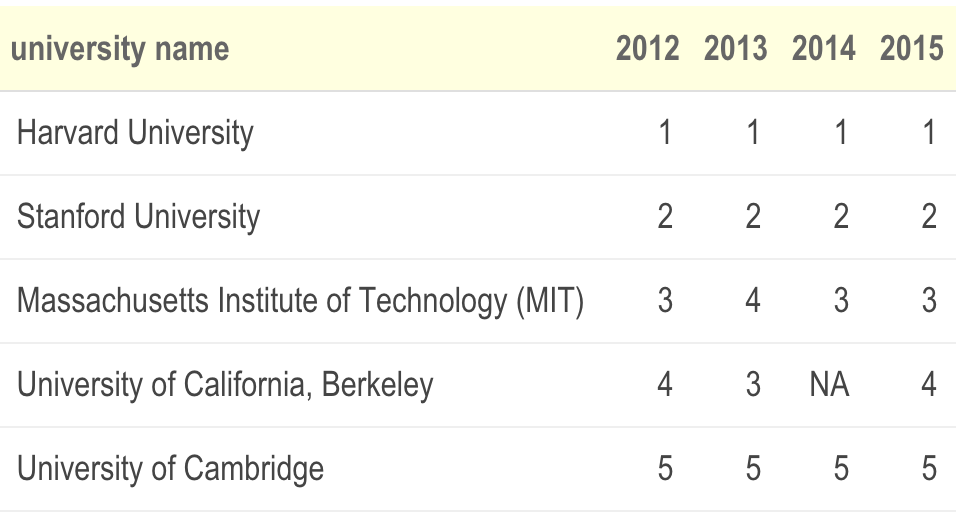 university name 2012 2013 2014 2015
Harvard University 1 1 1 1
Stanford University 2 2 2 2
Massachusetts Institute of Technology (MIT) 3 4 3 3
University of California, Berkeley 4 3 NA 4
University of Cambridge 5 5 5 5